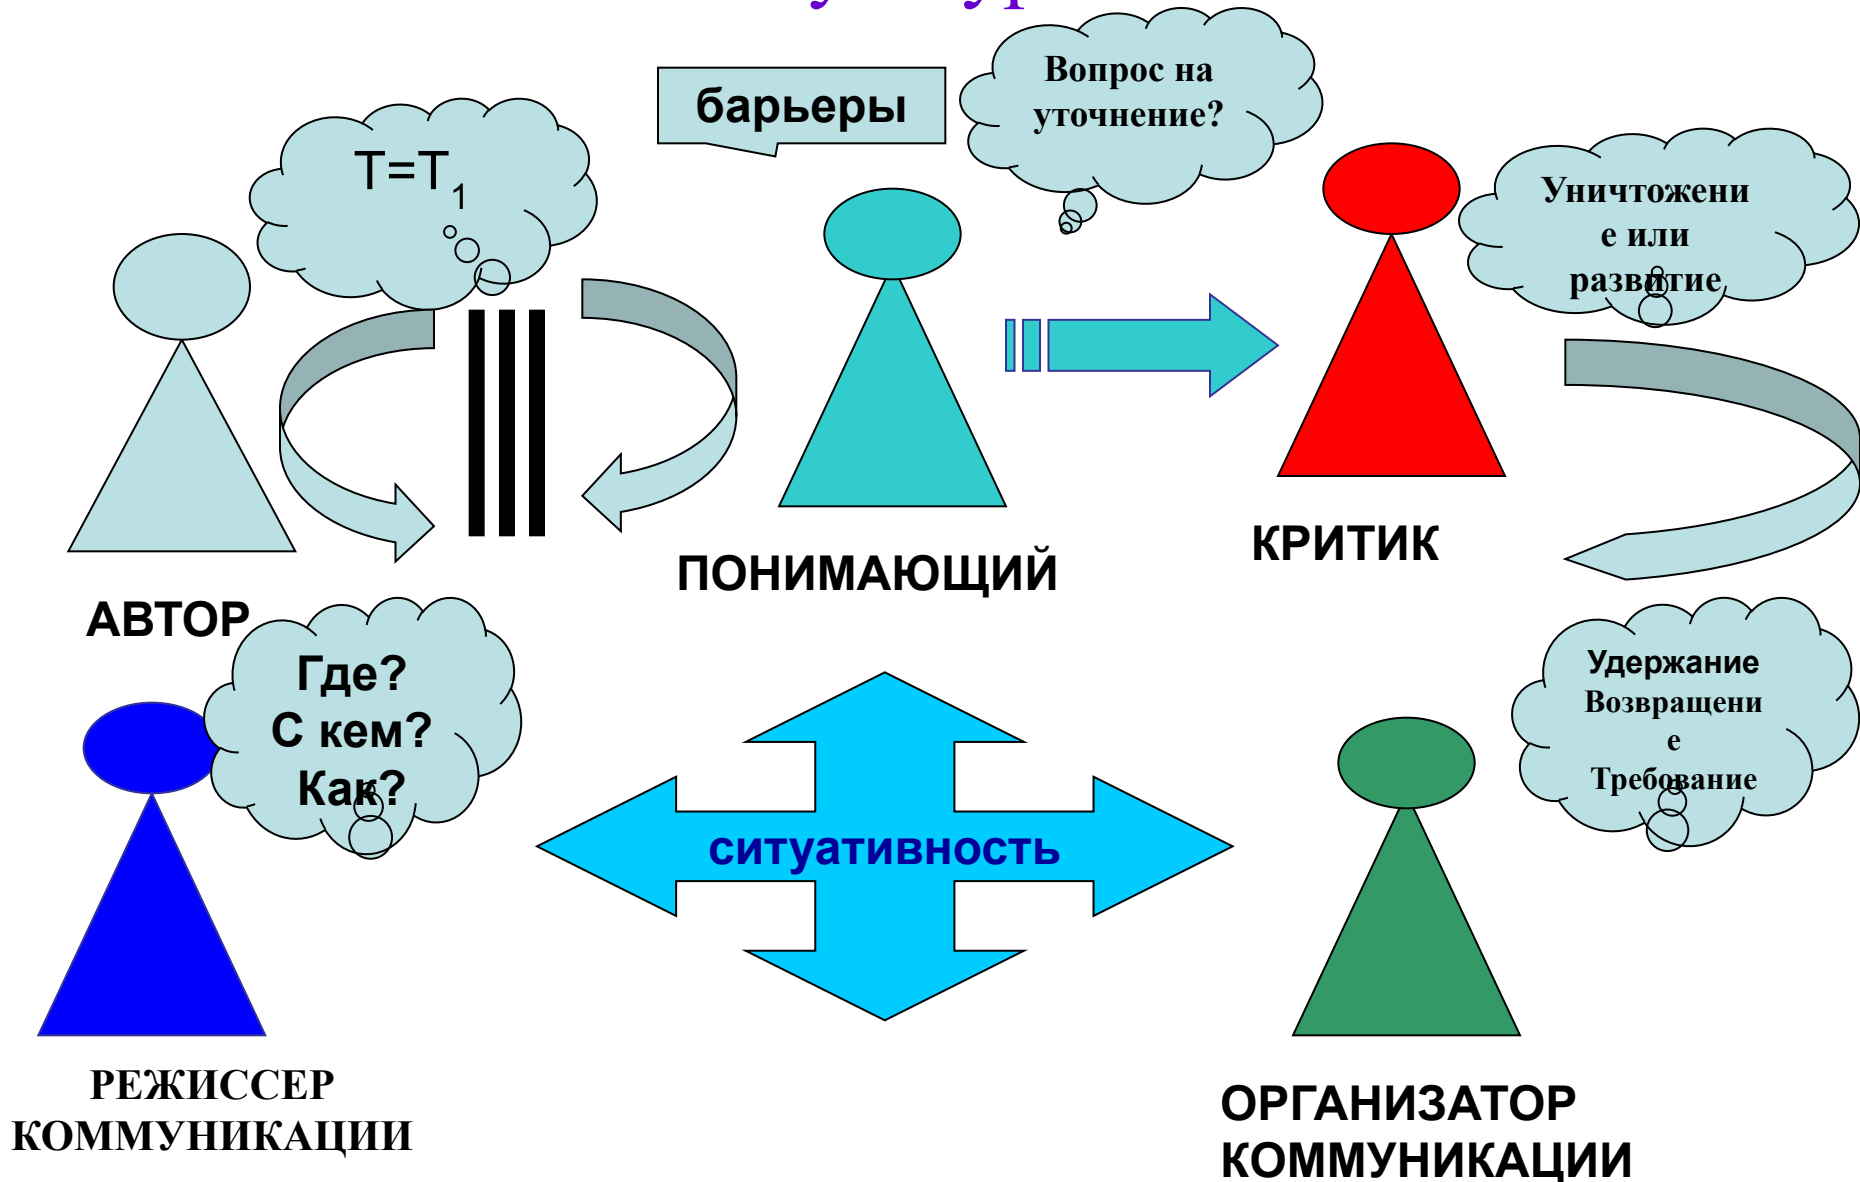 Вопрос на
уточнение?
барьеры
T=T1
Уничтожени
е или
развитие
КРИТИК
ПОНИМАЮЩИЙ
АВТОР
Где?
С кем?
Как?
Удержание
Возвращени
е
Требование
ситуативность
РЕЖИССЕР
КОММУНИКАЦИИ
ОРГАНИЗАТОР
КОММУНИКАЦИИ